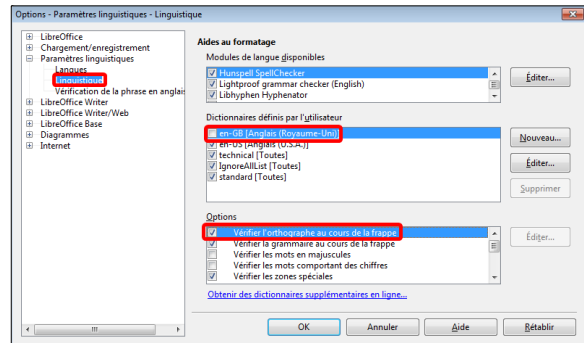 Options - Paramètres linguistiques - Linguistique
LibreOffice
Chargement/enregistrement
Paramètres linguistiques
Langues
Linguistique
Vérification de la phrase en anglais
LibreOffice Writer
LibreOffice Writer/Web
LibreOffice Base
Diagrammes
Internet
Aides au formatage
Modules de langue disponibles
Hunspell SpellChecker
Lightproof grammar checker (English)
Libhyphen Hyphenator
Éditer...
Dictionnaires définis par l'utilisateur
en-GB [Anglais (Royaume-Uni)]
en-US [Anglais (U.S.A.)]
technical [Toutes]
IgnoreAllList [Toutes]
standard [Toutes]
Nouveau...
Éditer...
Supprimer
Options
Vérifier l'orthographe au cours de la frappe
Vérifier la grammaire au cours de la frappe
Vérifier les mots en majuscules
Vérifier les mots comportant des chiffres
Vérifier les zones spéciales
Éditer...
Obtenir des dictionnaires supplémentaires en ligne...
OK Annuler Aide Rétablir